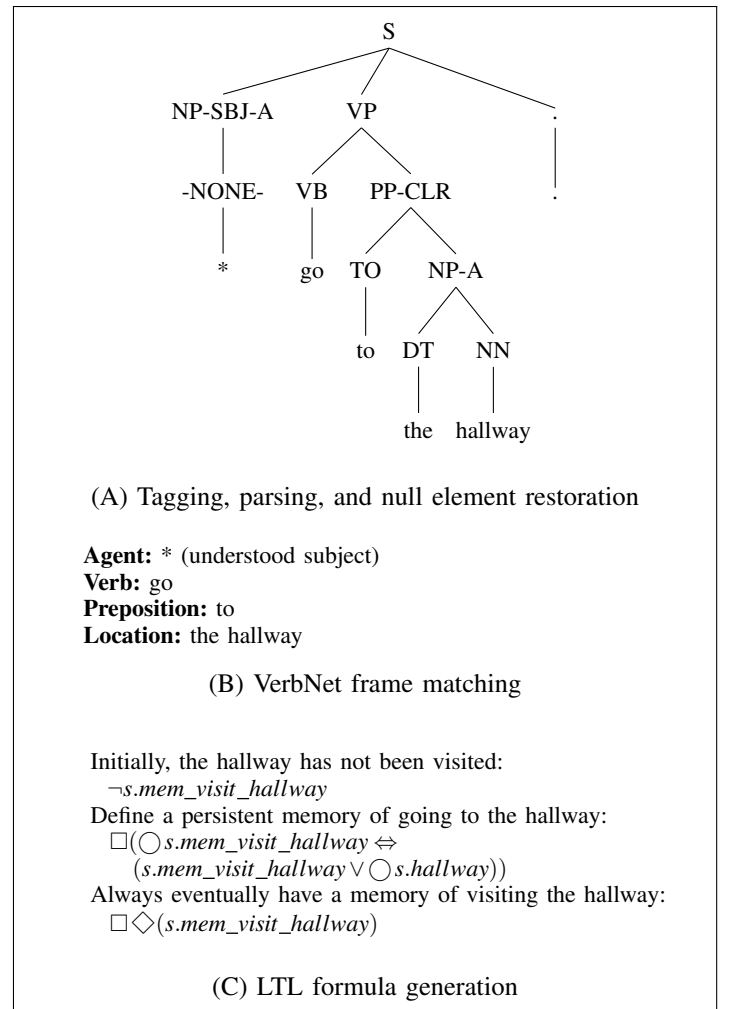 S
NP-SBJ-A VP .
-NONE- VB PP-CLR .
* go TO NP-A
to DT NN
the hallway
(A) Tagging, parsing, and null element restoration
Agent: * (understood subject)
Verb: go
Preposition: to
Location: the hallway
(B) VerbNet frame matching
Initially, the hallway has not been visited:
¬s.mem_visit_hallway
Define a persistent memory of going to the hallway:
□(◯ s.mem_visit_hallway ⇔
(s.mem_visit_hallway ∨ ◯ s.hallway))
Always eventually have a memory of visiting the hallway:
□◇(s.mem_visit_hallway)
(C) LTL formula generation